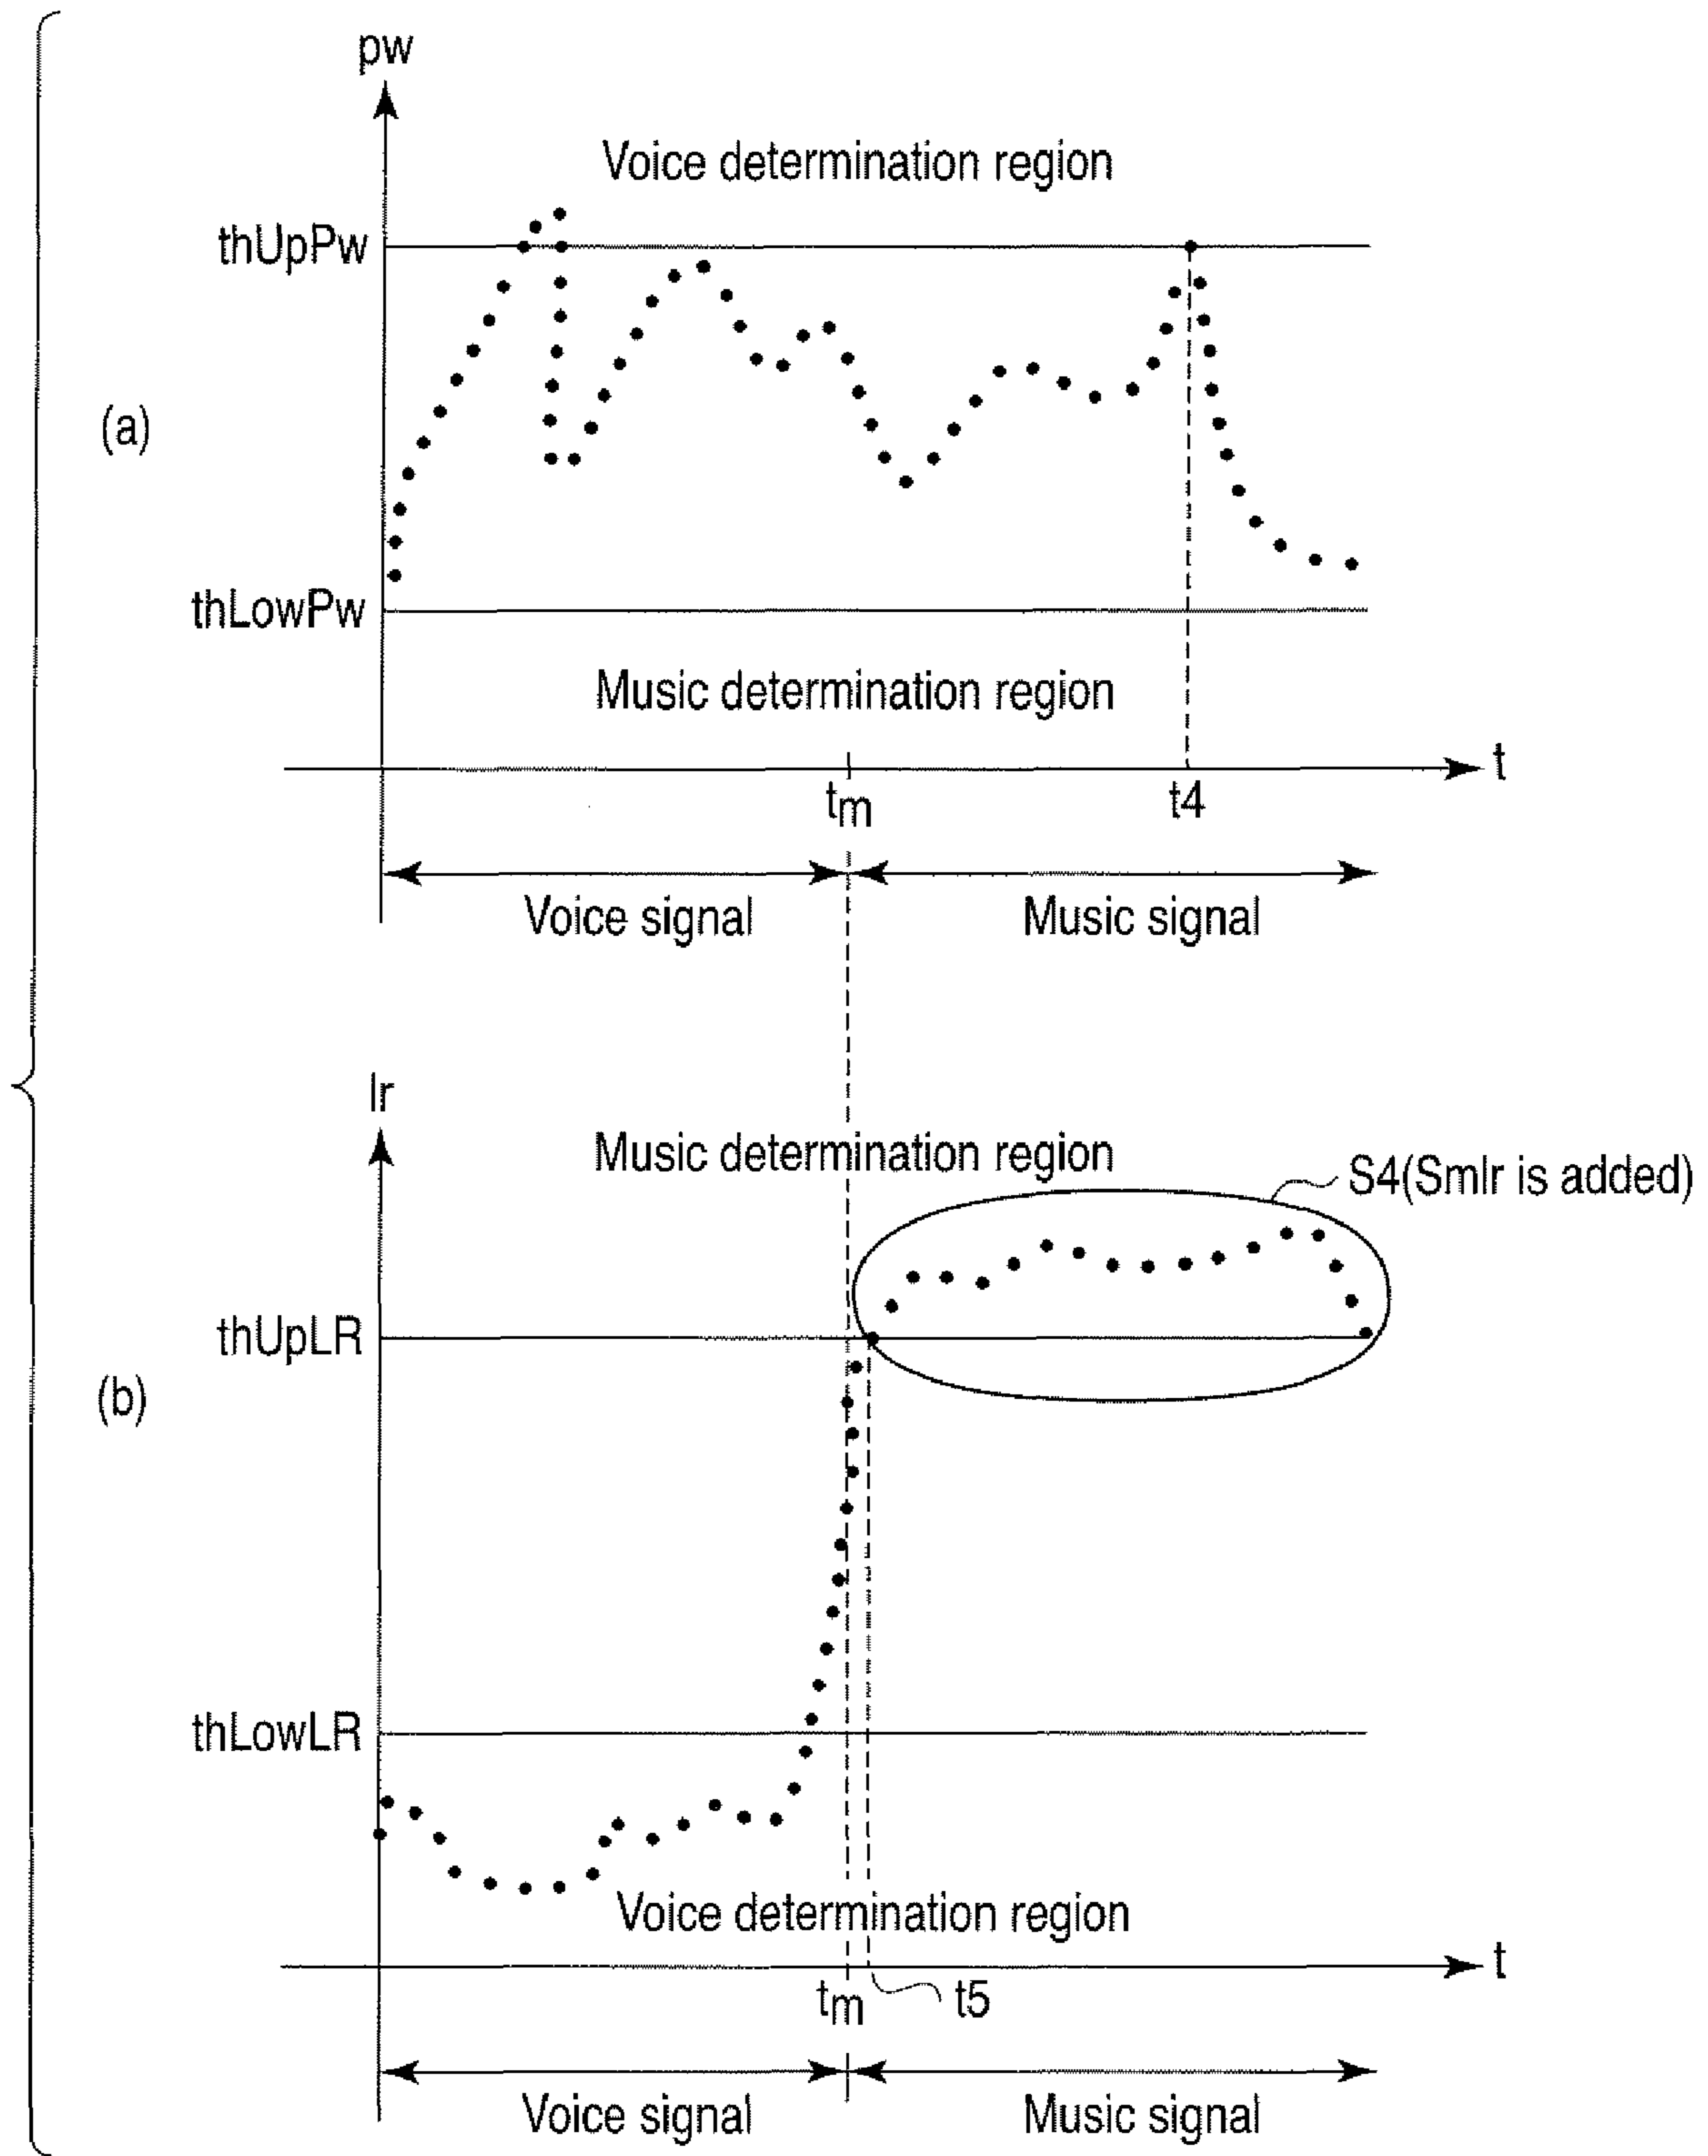 pw
Voice determination region
thUpPw
(a)
thLowPw
Music determination region
t
tm
t4
Voice signal
Music signal
lr
Music determination region
S4(Smlr is added)
thUpLR
(b)
thLowLR
Voice determination region
t
tm
t5
Voice signal
Music signal